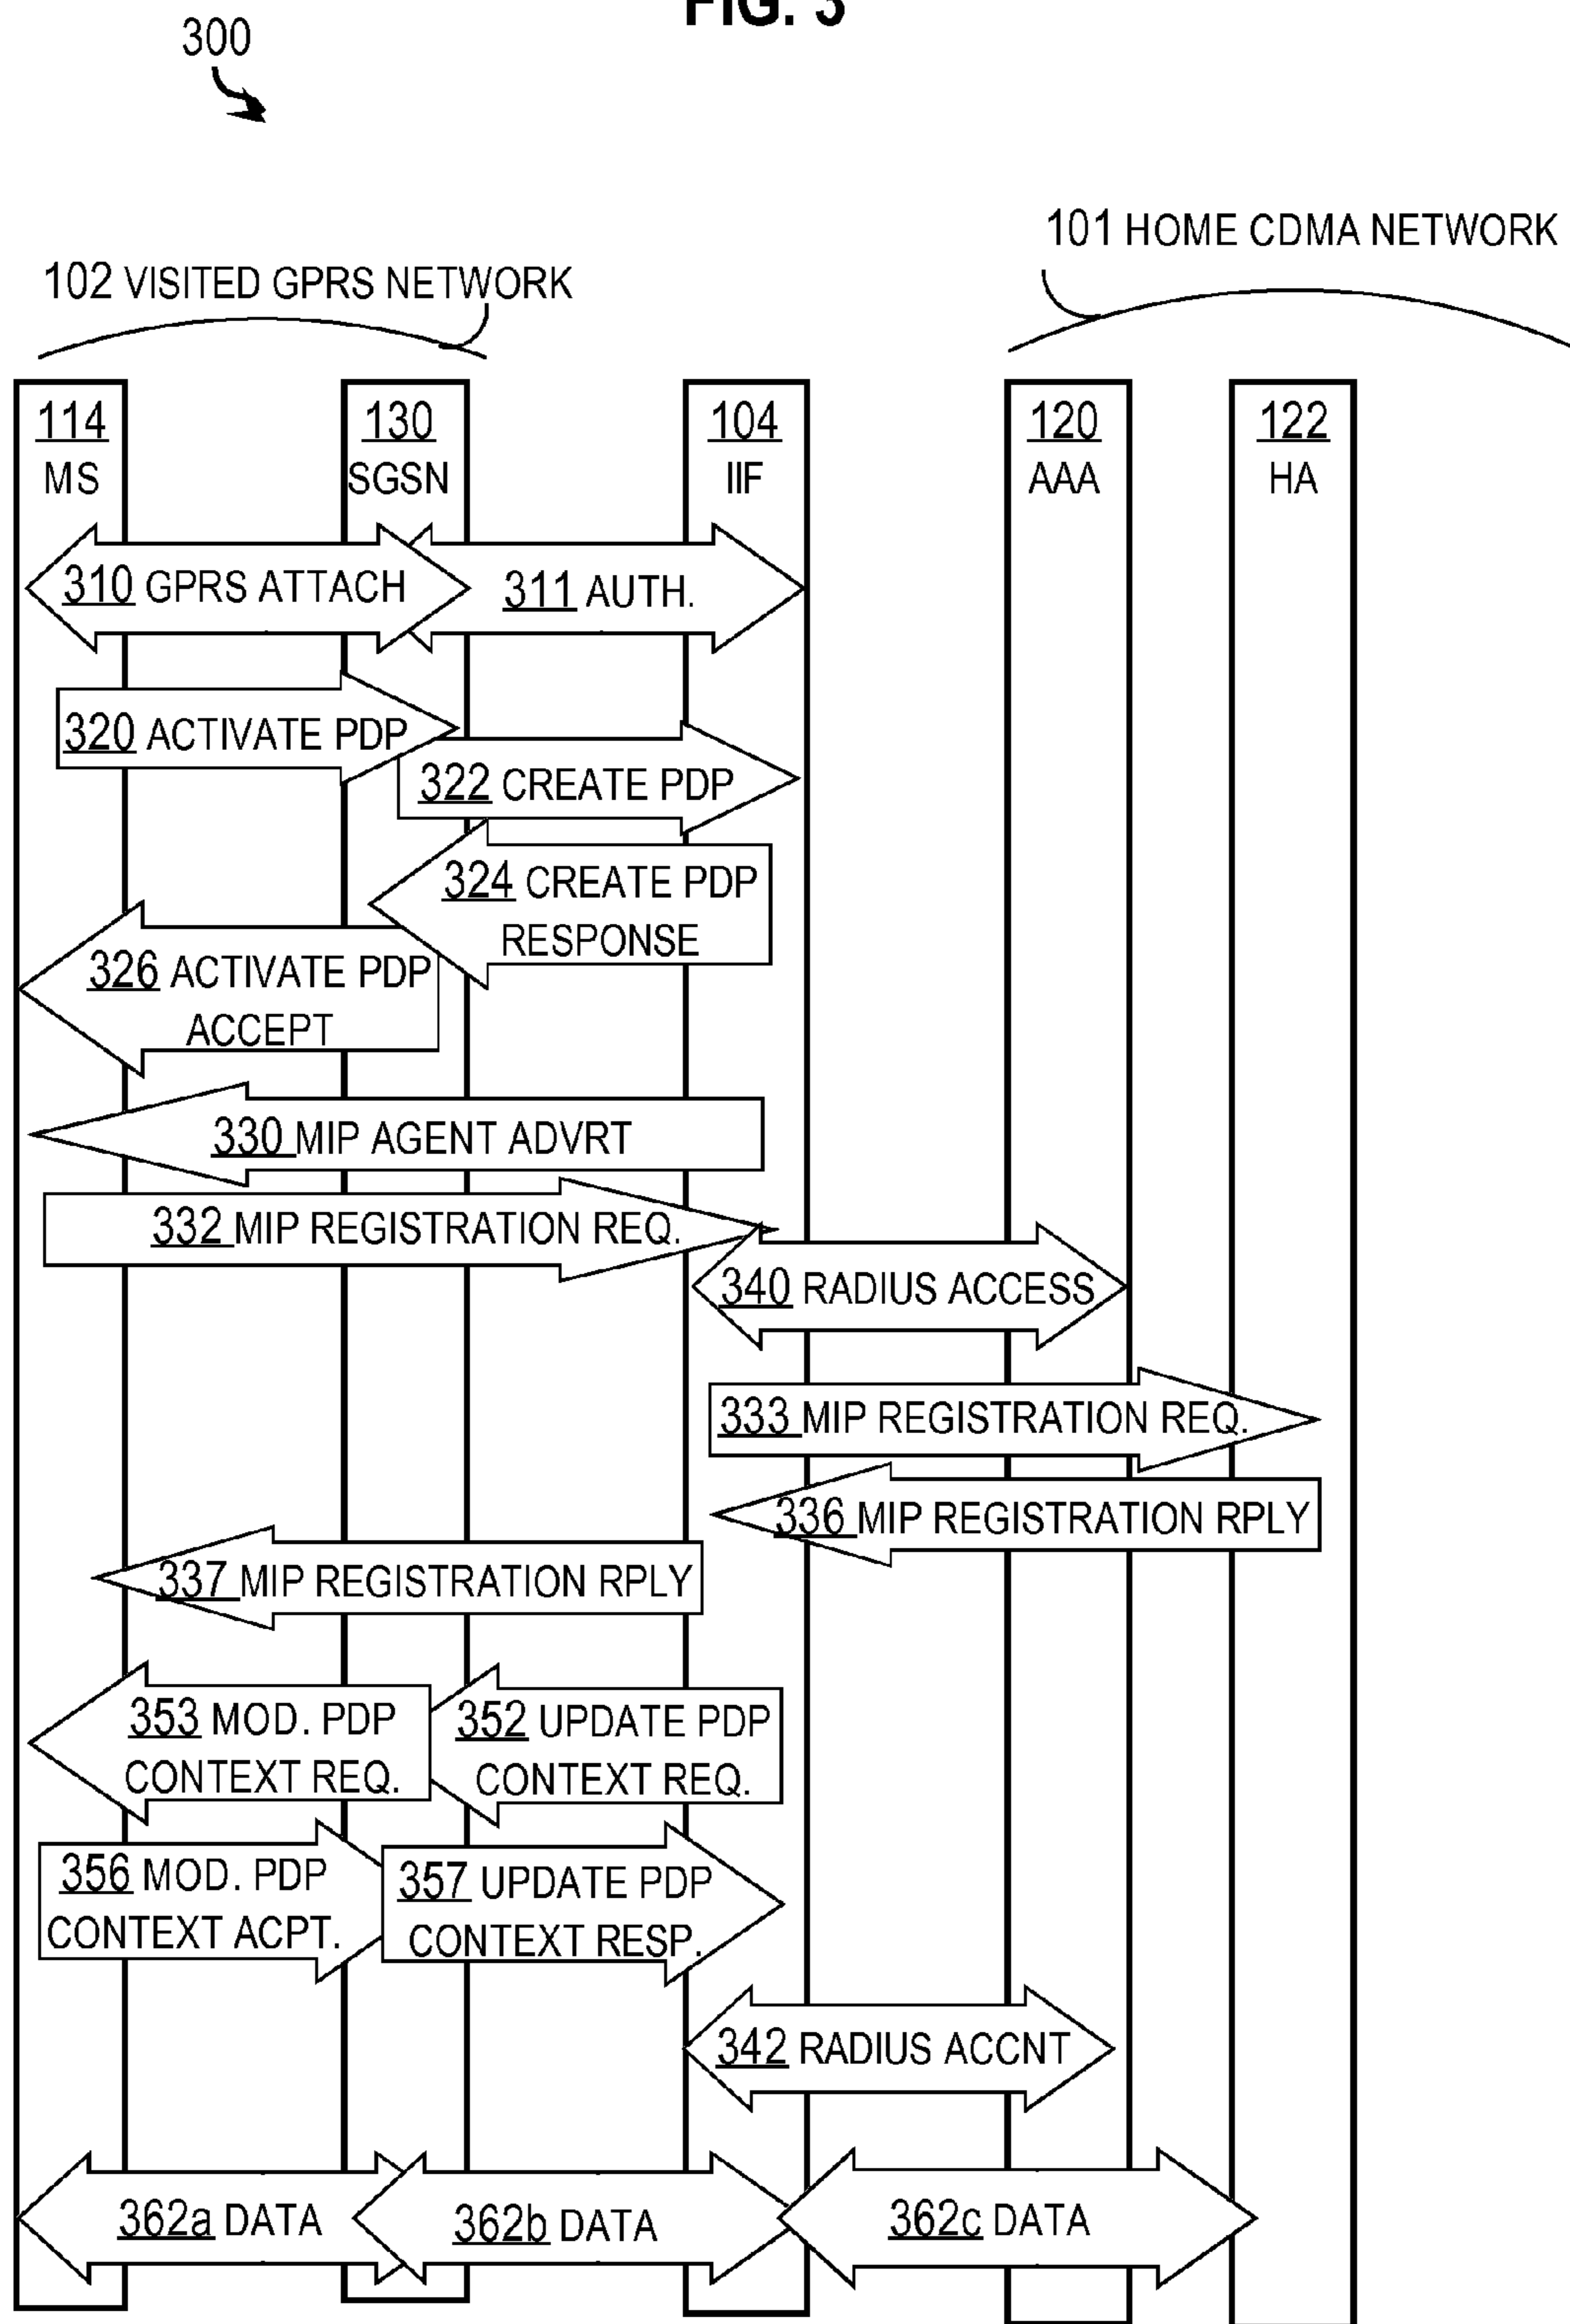 FIG. 3
300
101 HOME CDMA NETWORK
102 VISITED GPRS NETWORK
114
MS
130
SGSN
104
IIF
120
AAA
122
HA
310 GPRS ATTACH
311 AUTH.
320 ACTIVATE PDP
322 CREATE PDP
324 CREATE PDP
RESPONSE
326 ACTIVATE PDP
ACCEPT
330 MIP AGENT ADVRT
332 MIP REGISTRATION REQ.
340 RADIUS ACCESS
333 MIP REGISTRATION REQ.
336 MIP REGISTRATION RPLY
337 MIP REGISTRATION RPLY
353 MOD. PDP
CONTEXT REQ.
352 UPDATE PDP
CONTEXT REQ.
356 MOD. PDP
CONTEXT ACPT.
357 UPDATE PDP
CONTEXT RESP.
342 RADIUS ACCNT
362a DATA
362b DATA
362c DATA